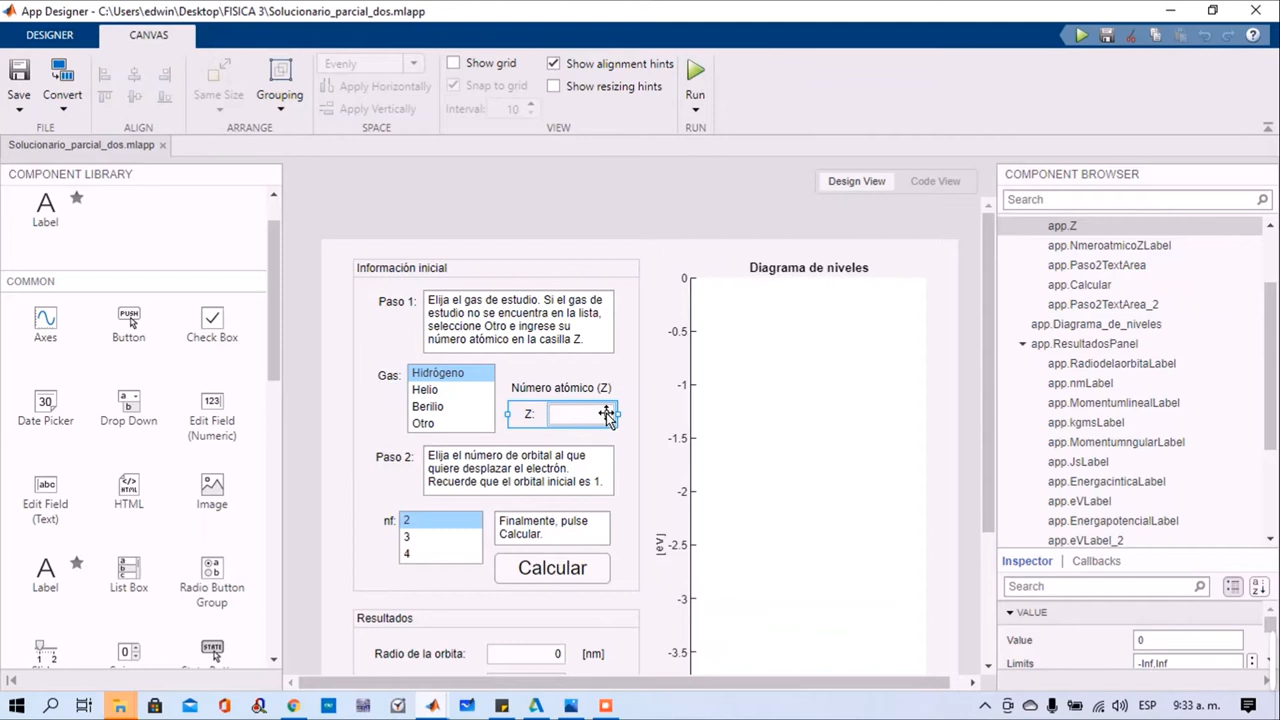 App Designer - C:\Users\edwin\Desktop\FISICA 3\Solucionario_parcial_dos.mlapp
DESIGNER
CANVAS
Save
Convert
Same Size
Grouping
Evenly
Apply Horizontally
Apply Vertically
Show grid
Snap to grid
Interval: 10
Show alignment hints
Show resizing hints
Run
FILE
ALIGN
ARRANGE
SPACE
VIEW
RUN
Solucionario_parcial_dos.mlapp
COMPONENT LIBRARY
Label
COMMON
Axes
Button
Check Box
Date Picker
Drop Down
Edit Field
(Numeric)
Edit Field
(Text)
HTML
Image
Label
List Box
Radio Button
Group
Design View
Code View
Información inicial
Paso 1:
Elija el gas de estudio. Si el gas de
estudio no se encuentra en la lista,
seleccione Otro e ingrese su
número atómico en la casilla Z.
Gas:
Hidrógeno
Helio
Berilio
Otro
Número atómico (Z)
Z:
Paso 2:
Elija el número de orbital al que
quiere desplazar el electrón.
Recuerde que el orbital inicial es 1.
nf:
2
3
4
Finalmente, pulse
Calcular.
Calcular
Resultados
Radio de la orbita:
0
[nm]
Diagrama de niveles
0
-0.5
-1
-1.5
-2
-2.5
-3
-3.5
[eV]
COMPONENT BROWSER
Search
app.Z
app.NmeroatmicoZLabel
app.Paso2TextArea
app.Calcular
app.Paso2TextArea_2
app.Diagrama_de_niveles
app.ResultadosPanel
app.RadiodelaorbitaLabel
app.nmLabel
app.MomentumlinealLabel
app.kgmsLabel
app.MomentumngularLabel
app.JsLabel
app.EnergacinticaLabel
app.eVLabel
app.EnergapotencialLabel
app.eVLabel_2
Inspector
Callbacks
Search
VALUE
Value
0
Limits
-Inf,Inf
ESP
9:33 a. m.